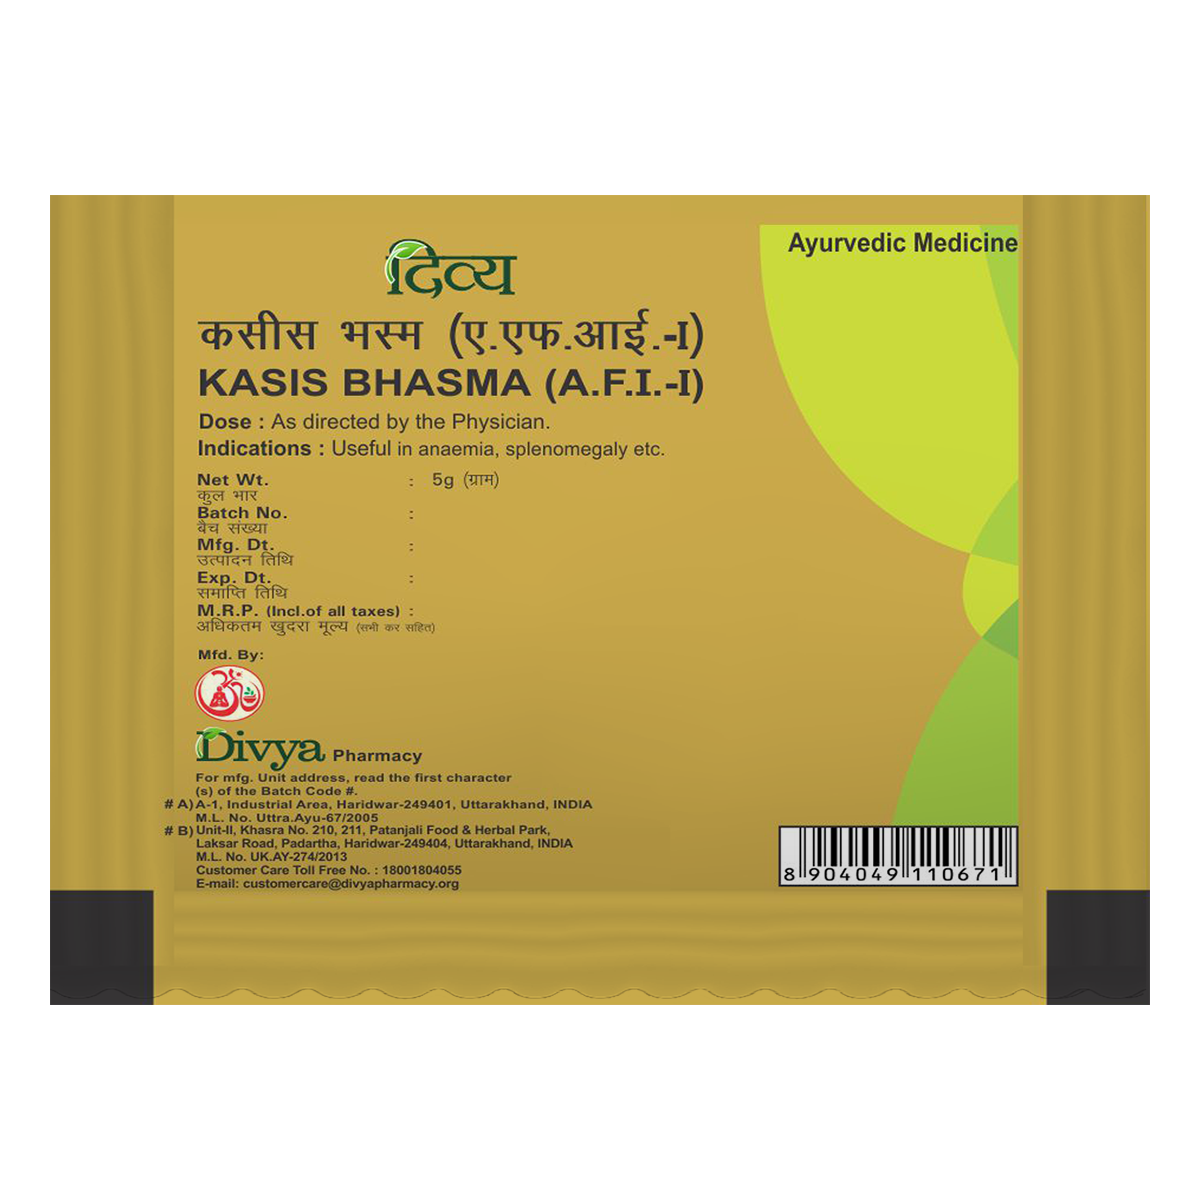 Ayurvedic Medicine
दिव्य
कसीस भस्म (ए.एफ.आई.-I)
KASIS BHASMA (A.F.I.-I)
Dose : As directed by the Physician.
Indications : Useful in anaemia, splenomegaly etc.
Net Wt. : 5g (ग्राम)
कुल भार
Batch No. :
बैच संख्या
Mfg. Dt. :
उत्पादन तिथि
Exp. Dt. :
समाप्ति तिथि
M.R.P. (Incl.of all taxes) :
अधिकतम खुदरा मूल्य (सभी कर सहित)
Mfd. By:
Divya Pharmacy
For mfg. Unit address, read the first character
(s) of the Batch Code #.
# A) A-1, Industrial Area, Haridwar-249401, Uttarakhand, INDIA
M.L. No. Uttra.Ayu-67/2005
# B) Unit-II, Khasra No. 210, 211, Patanjali Food & Herbal Park,
Laksar Road, Padartha, Haridwar-249404, Uttarakhand, INDIA
M.L. No. UK.AY-274/2013
Customer Care Toll Free No. : 18001804055
E-mail: customercare@divyapharmacy.org
8 904049 110671